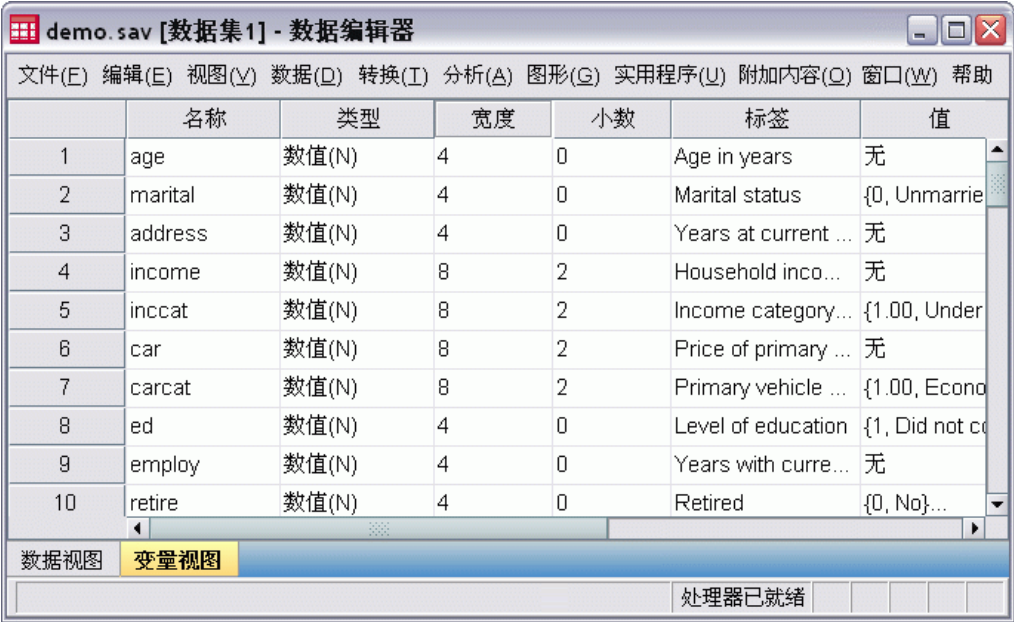 demo.sav [数据集1] - 数据编辑器
文件(F) 编辑(E) 视图(V) 数据(D) 转换(T) 分析(A) 图形(G) 实用程序(U) 附加内容(O) 窗口(W) 帮助
名称 类型 宽度 小数 标签 值
1 age 数值(N) 4 0 Age in years 无
2 marital 数值(N) 4 0 Marital status {0, Unmarrie
3 address 数值(N) 4 0 Years at current ... 无
4 income 数值(N) 8 2 Household inco... 无
5 inccat 数值(N) 8 2 Income category... {1.00, Under
6 car 数值(N) 8 2 Price of primary ... 无
7 carcat 数值(N) 8 2 Primary vehicle ... {1.00, Econo
8 ed 数值(N) 4 0 Level of education {1, Did not co
9 employ 数值(N) 4 0 Years with curre... 无
10 retire 数值(N) 4 0 Retired {0, No}...
数据视图 变量视图
处理器已就绪